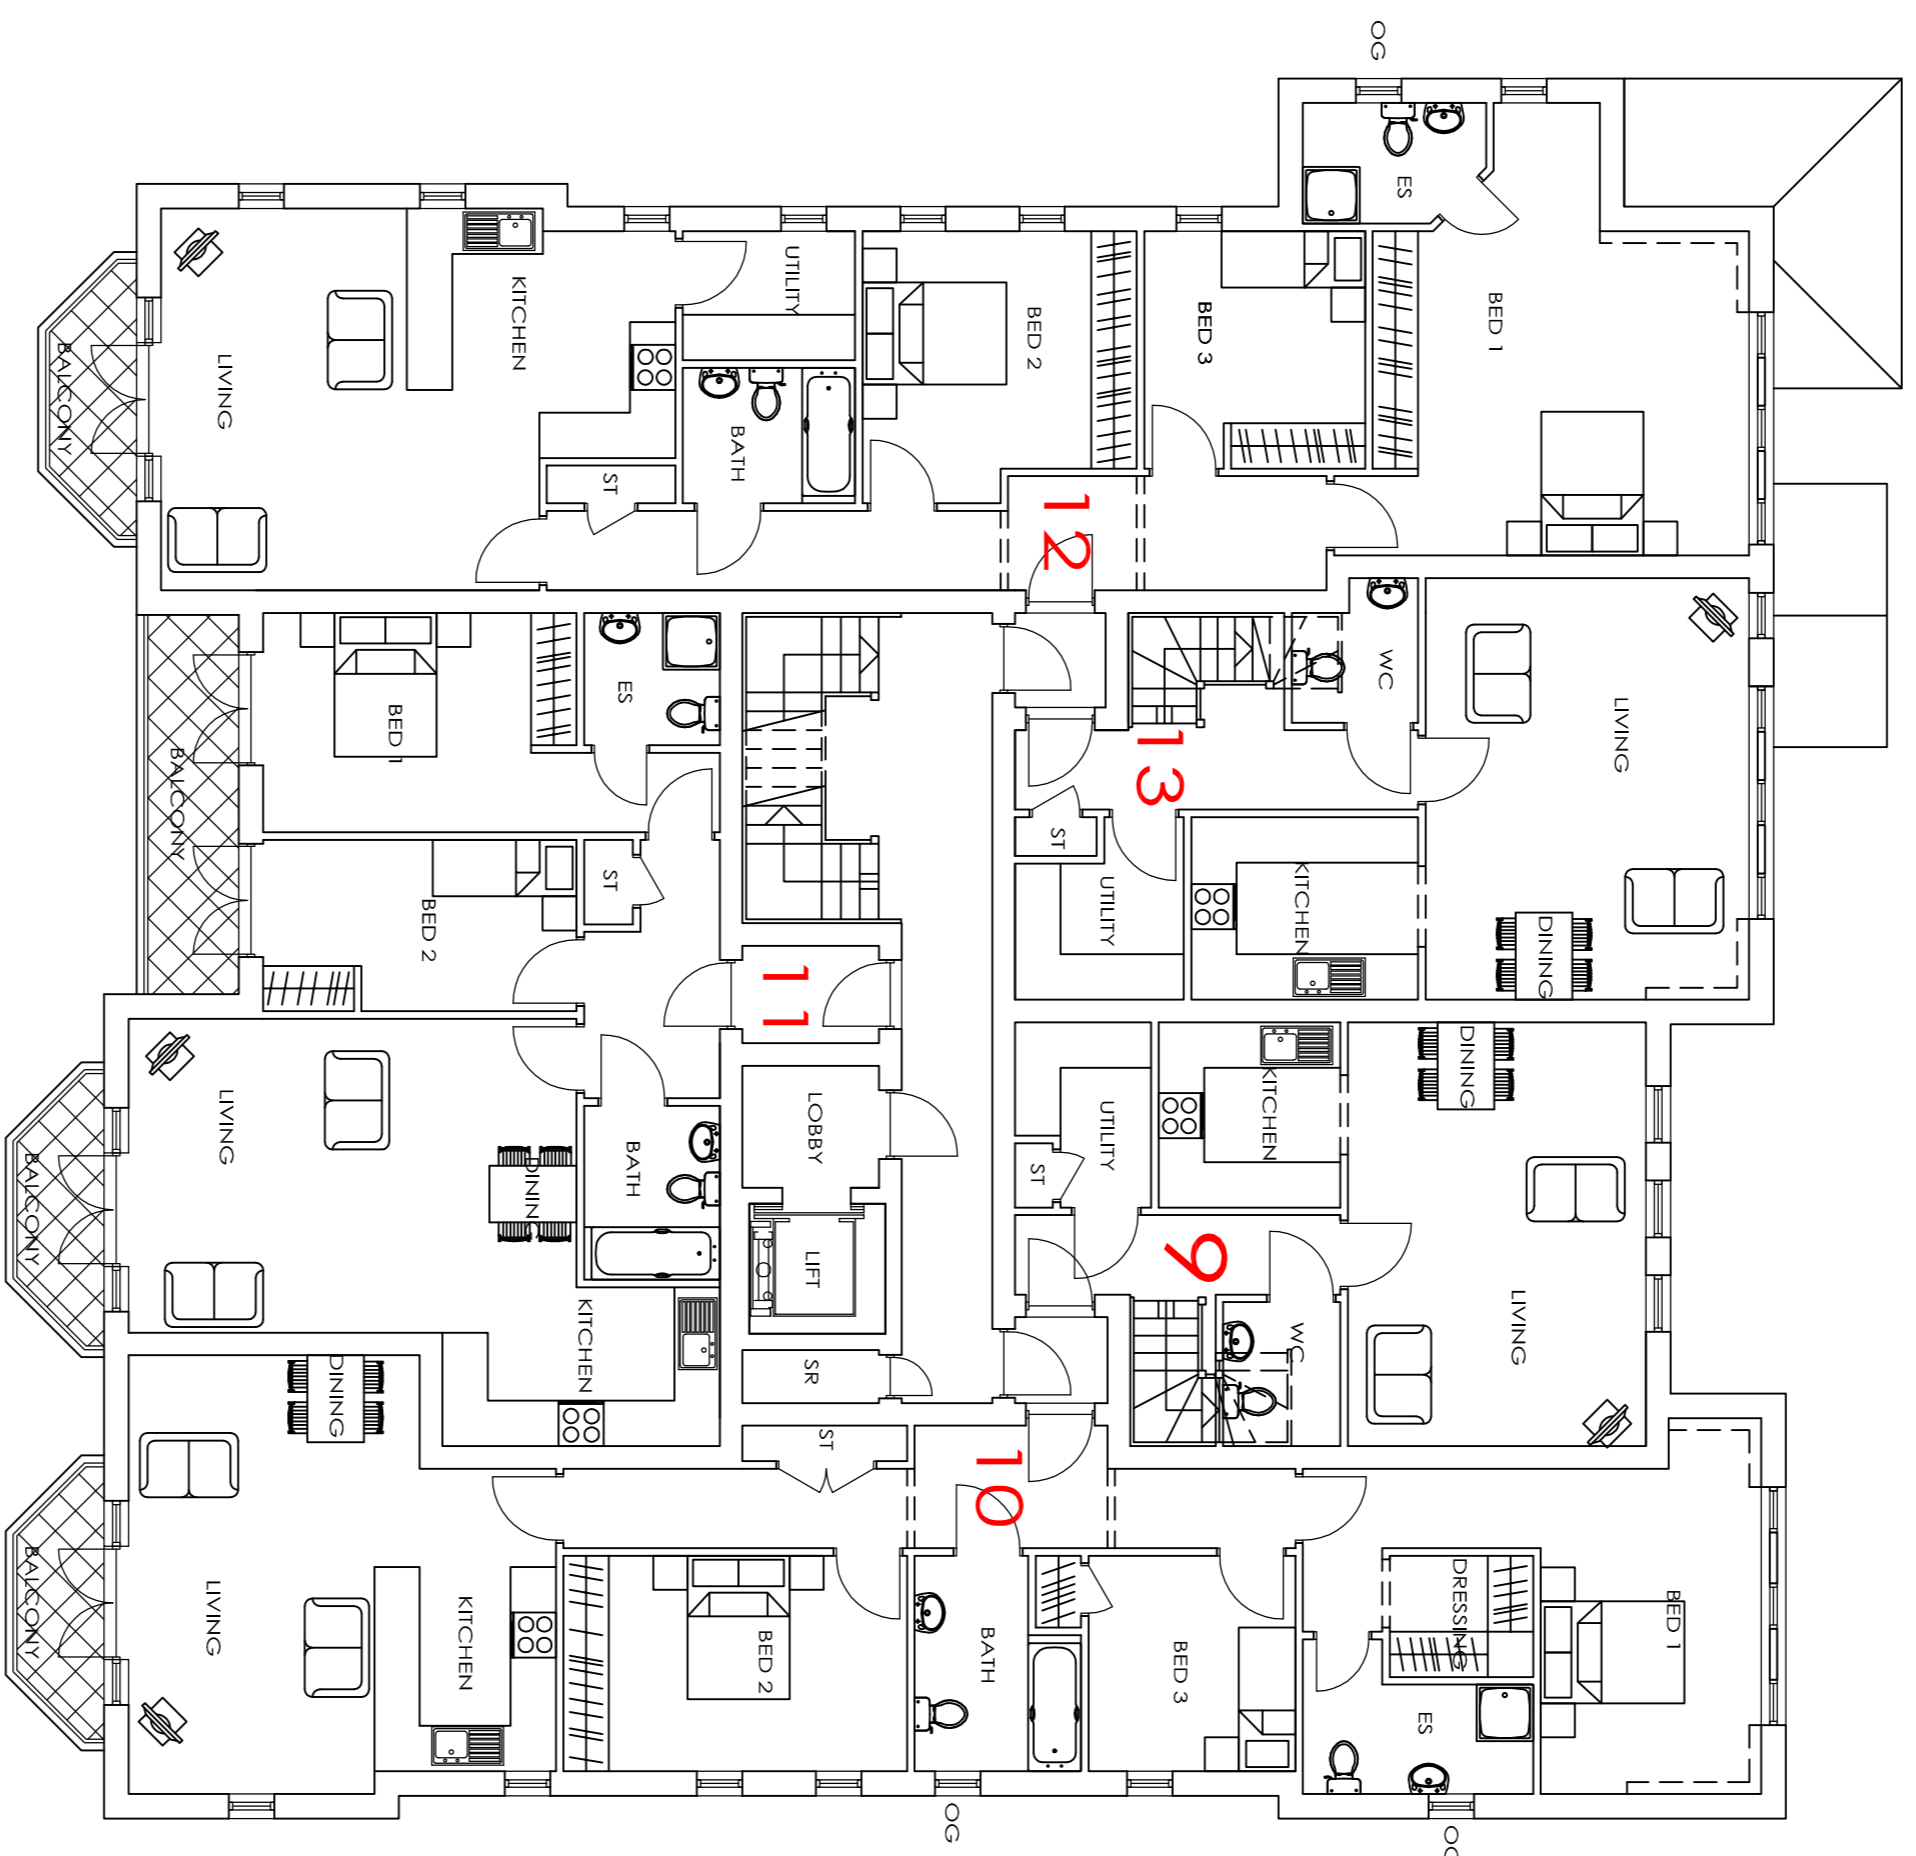 OG
ES
BED 1
BED 3
BED 2
UTILITY
KITCHEN
LIVING
BALCONY
BATH
ST
12
BED 1
ES
BALCONY
BED 2
ST
11
WC
13
LIVING
ST
UTILITY
KITCHEN
DINING
LIVING
BALCONY
DINING
BATH
KITCHEN
LOBBY
LIFT
SR
UTILITY
ST
KITCHEN
DINING
9
WC
LIVING
DINING
LIVING
BALCONY
KITCHEN
ST
10
BED 2
BATH
BED 3
DRESSING
BED 1
ES
OG
OG